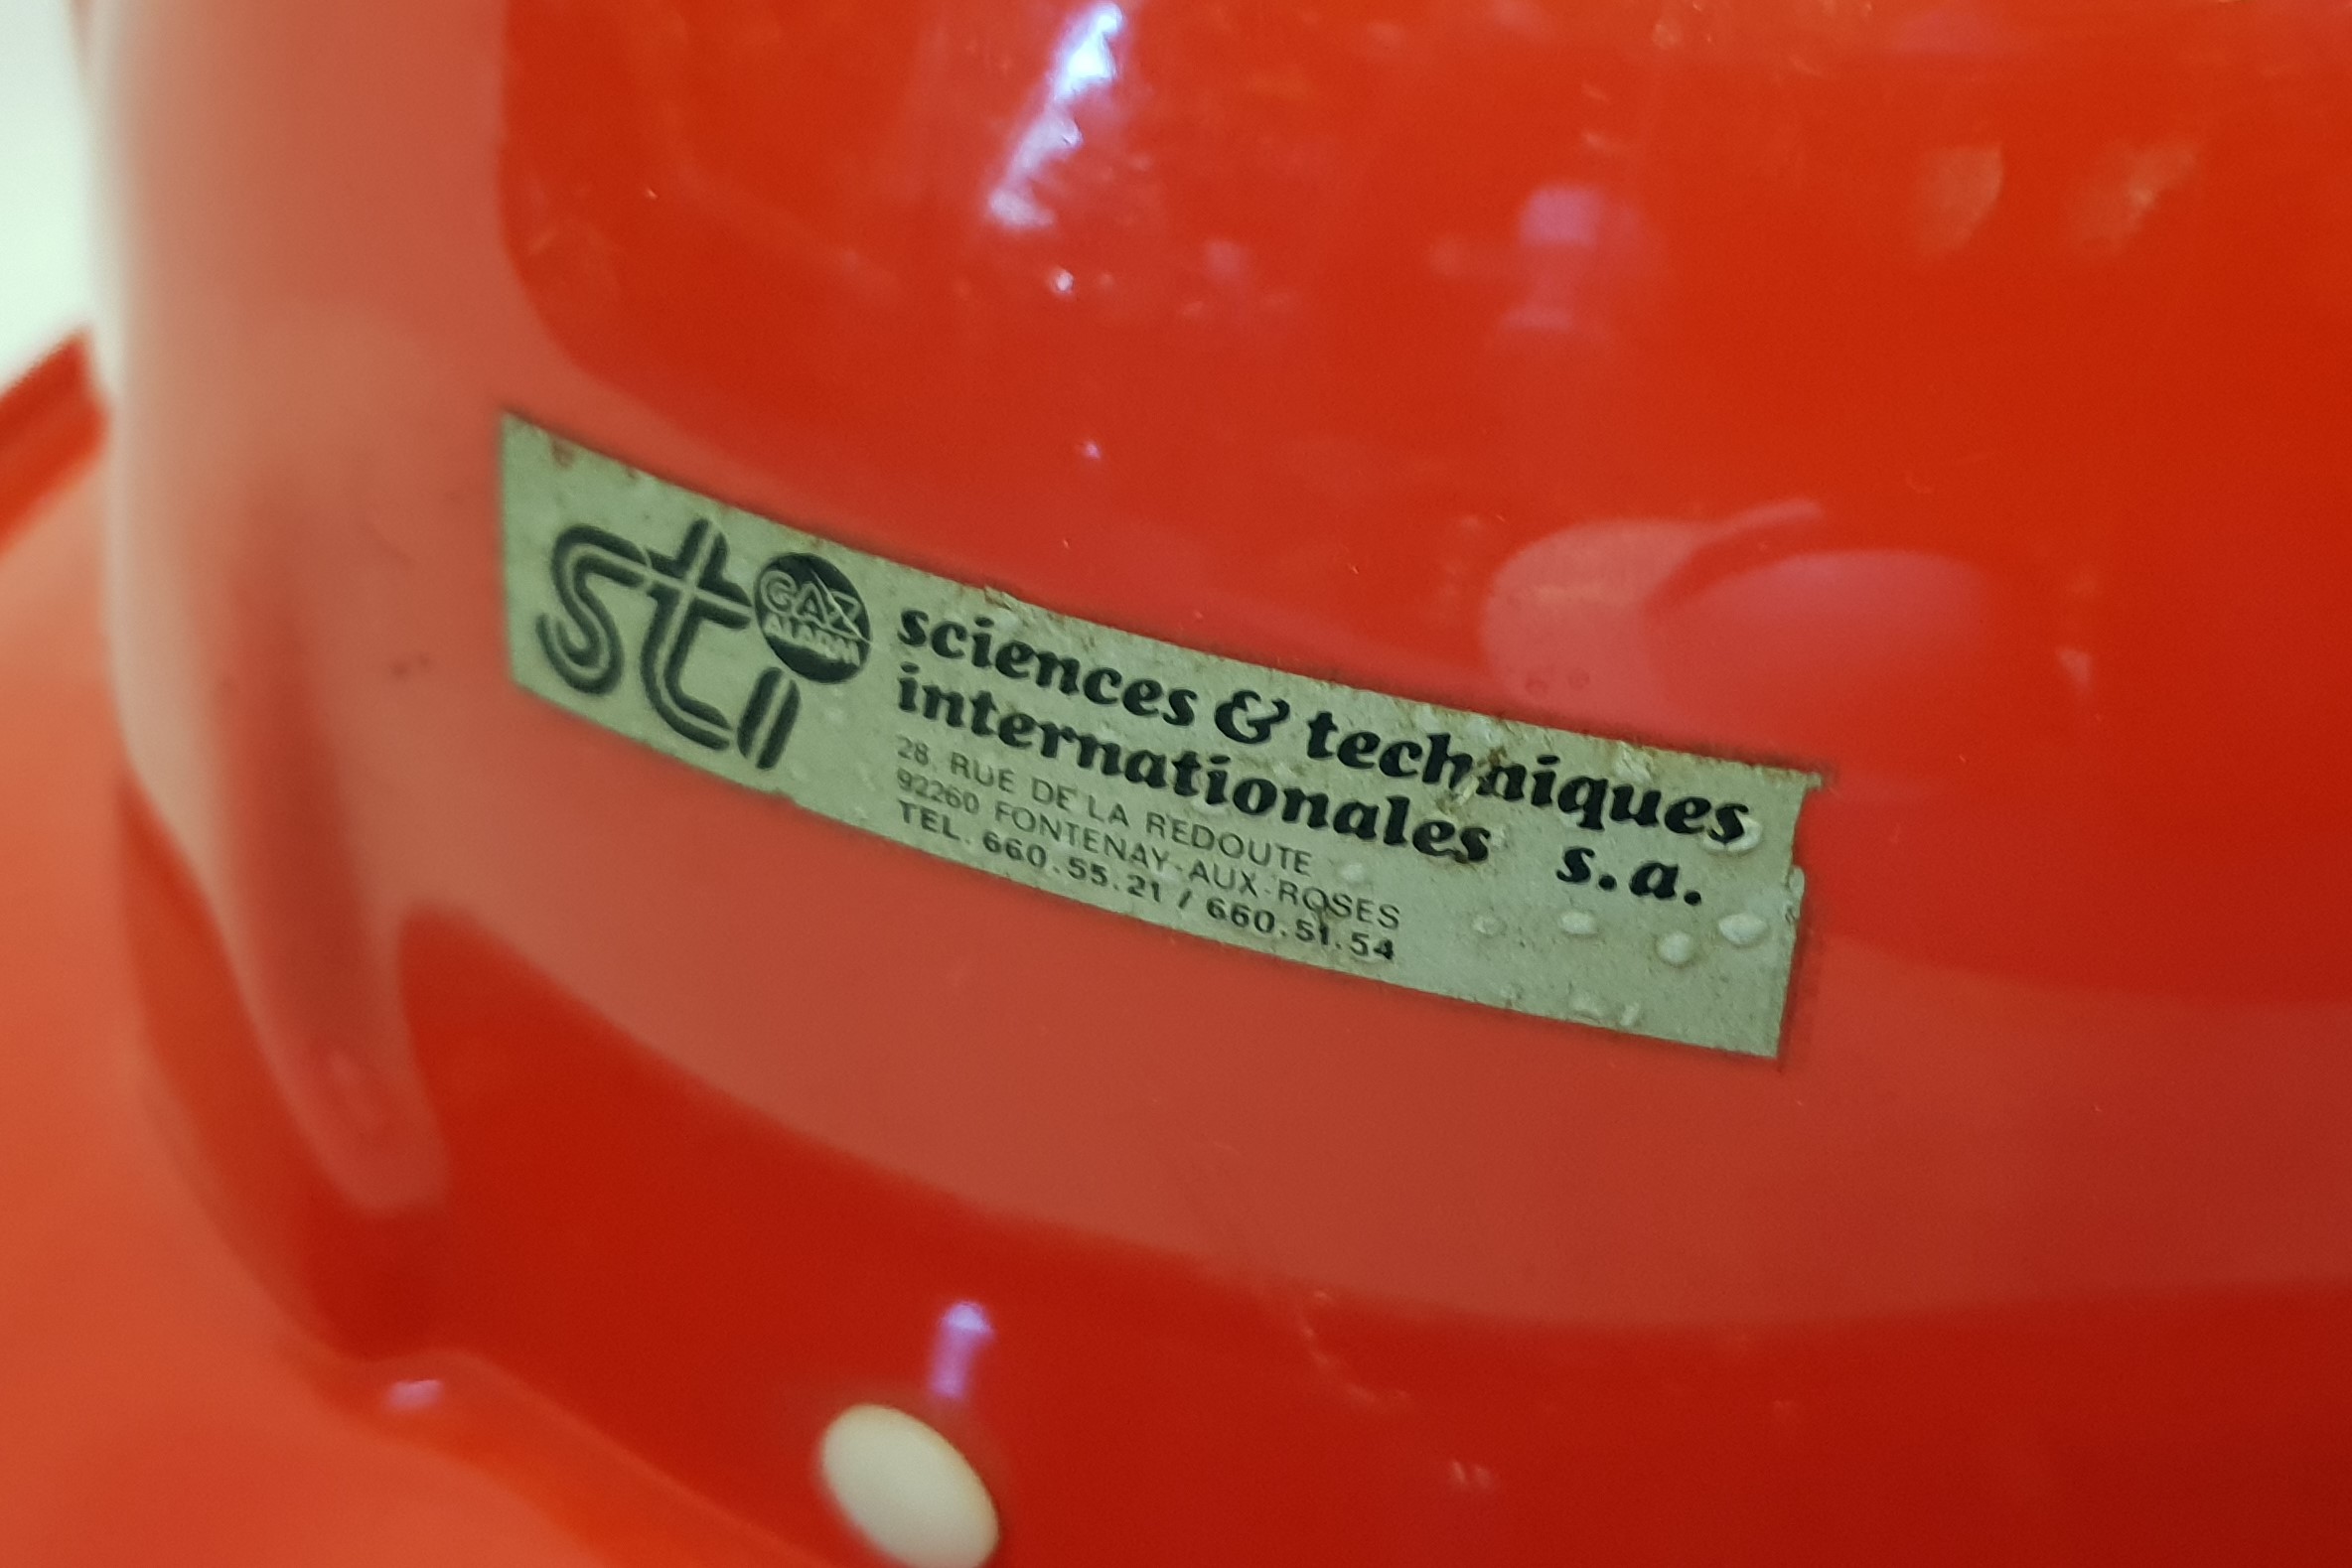 sti
GAZ
ALARM
sciences & techniques
internationales s.a.
28, RUE DE LA REDOUTE
92260 FONTENAY-AUX-ROSES
TEL. 660.55.21 / 660.51.54